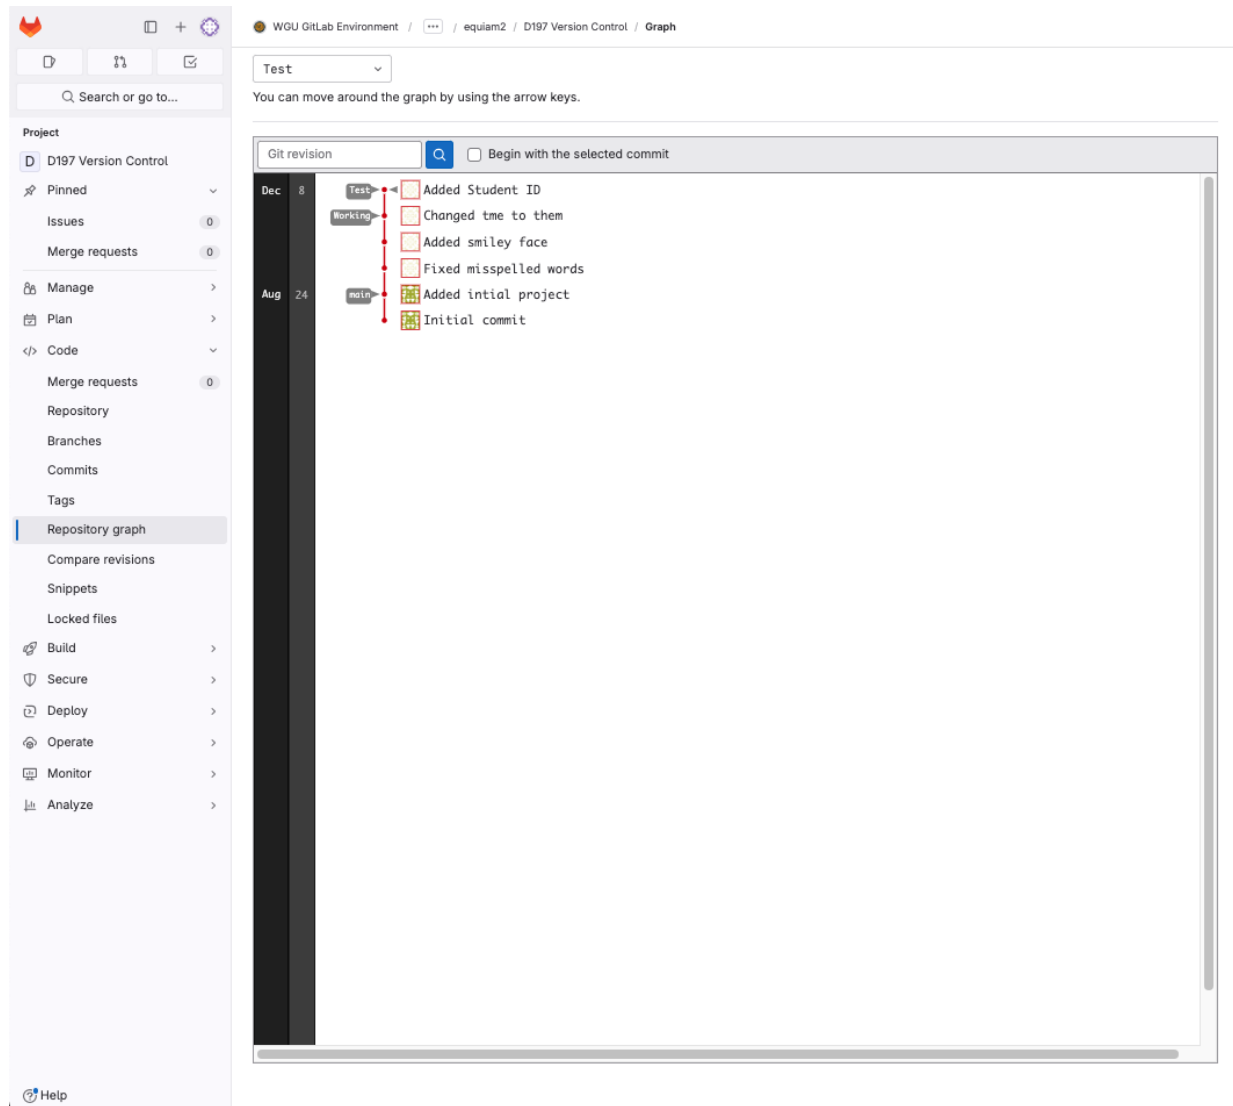 WGU GitLab Environment / ... / equiam2 / D197 Version Control / Graph
Test
Search or go to...
You can move around the graph by using the arrow keys.
Project
D D197 Version Control
Git revision
Begin with the selected commit
Pinned
Issues 0
Merge requests 0
Manage
Plan
Code
Merge requests 0
Repository
Branches
Commits
Tags
Repository graph
Compare revisions
Snippets
Locked files
Build
Secure
Deploy
Operate
Monitor
Analyze
Help
Dec 8 Test Added Student ID
Working Changed tme to them
Added smiley face
Fixed misspelled words
Aug 24 main Added intial project
Initial commit